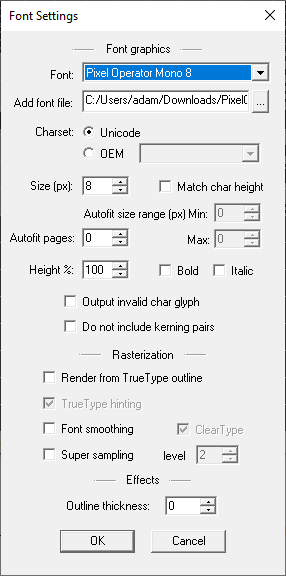 Font Settings
Font graphics
Font: Pixel Operator Mono 8
Add font file: C:/Users/adam/Downloads/Pixel ...
Charset: Unicode
OEM
Size (px): 8 Match char height
Autofit size range (px) Min: 0
Autofit pages: 0 Max: 0
Height %: 100 Bold Italic
Output invalid char glyph
Do not include kerning pairs
Rasterization
Render from TrueType outline
TrueType hinting
Font smoothing ClearType
Super sampling level 2
Effects
Outline thickness: 0
OK Cancel